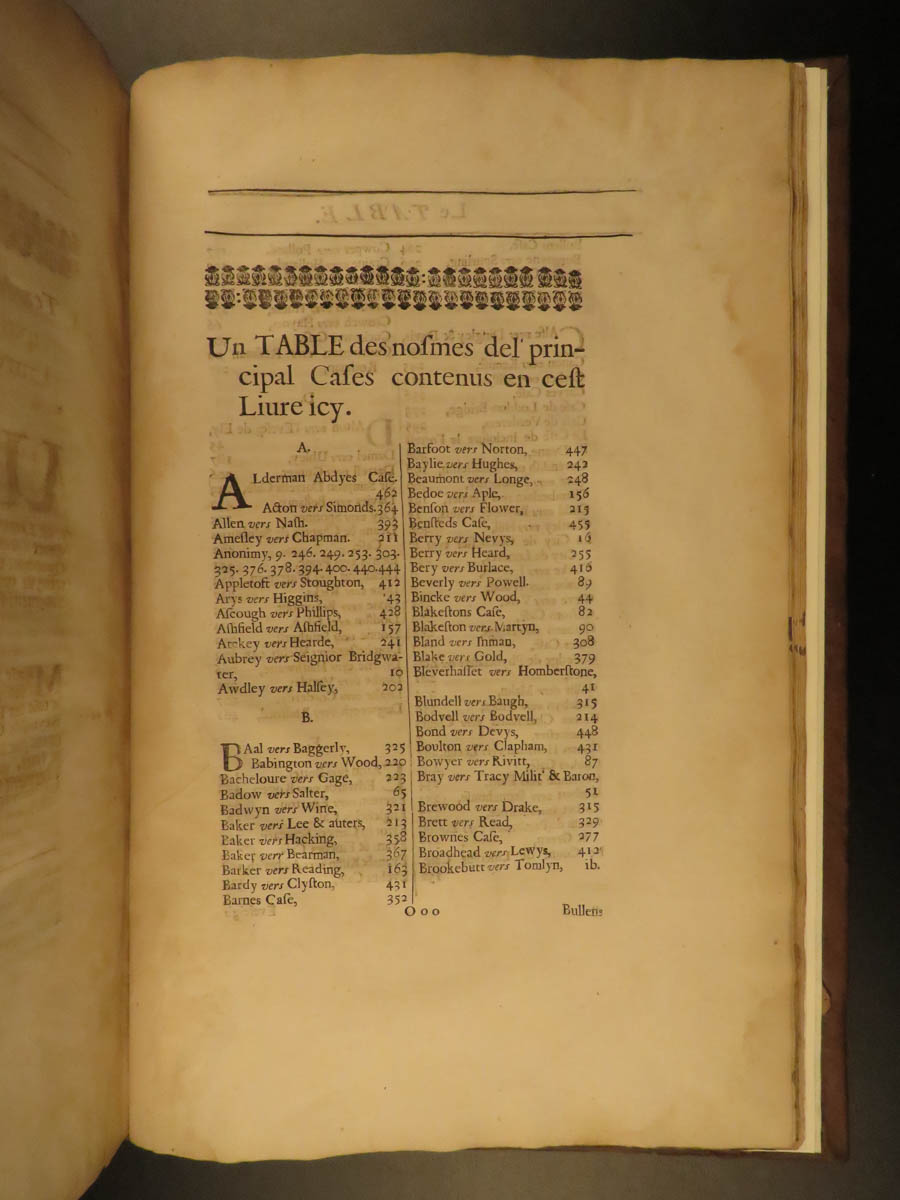 Un TABLE des noſmes del' prin-
cipal Caſes contenus en ceſt
Liure icy.
A.
ALderman Abdyes Caſe.
462
Acton vers Simonds. 364
Allen vers Naſh. 393
Ameſley vers Chapman. 211
Anonimy, 9. 246. 249. 253. 303.
325. 376. 378. 394. 400. 440. 444
Appletoft vers Stoughton, 412
Arys vers Higgins, 43
Aſcough vers Phillips, 428
Aſhfield vers Aſhfield, 157
Atckey vers Hearde, 241
Aubrey vers Seignior Bridgwa-
ter, 10
Awdley vers Halſey, 202
B.
BAal vers Baggerly, 325
Babington vers Wood, 220
Bacheloure vers Gage, 223
Badow vers Salter, 65
Badwyn vers Wine, 321
Baker vers Lee & auters, 213
Baker vers Hacking, 358
Baker verr Bearman, 367
Barker vers Reading, 163
Bardy vers Clyſton, 431
Barnes Caſe, 352
Barfoot vers Norton, 447
Baylie vers Hughes, 242
Beaumont vers Longe, 248
Bedoe vers Aple, 156
Benſon vers Flower, 215
Benſteds Caſe, 455
Berry vers Nevys, 16
Berry vers Heard, 255
Bery vers Burlace, 416
Beverly vers Powell. 89
Bincke vers Wood, 44
Blakeſtons Caſe, 82
Blakeſton vers Martyn, 90
Bland vers Inman, 308
Blake vers Gold, 379
Bleverhaſſet vers Homberſtone,
41
Blundell vers Baugh, 315
Bodvell vers Bodvell, 214
Bond vers Devys, 448
Boulton vers Clapham, 431
Bowyer vers Rivitt, 87
Bray vers Tracy Milit' & Baron,
51
Brewood vers Drake, 315
Brett vers Read, 329
Brownes Caſe, 277
Broadhead vers Lewys, 412
Brookebutt vers Tomlyn, ib.
O o o
Bullens